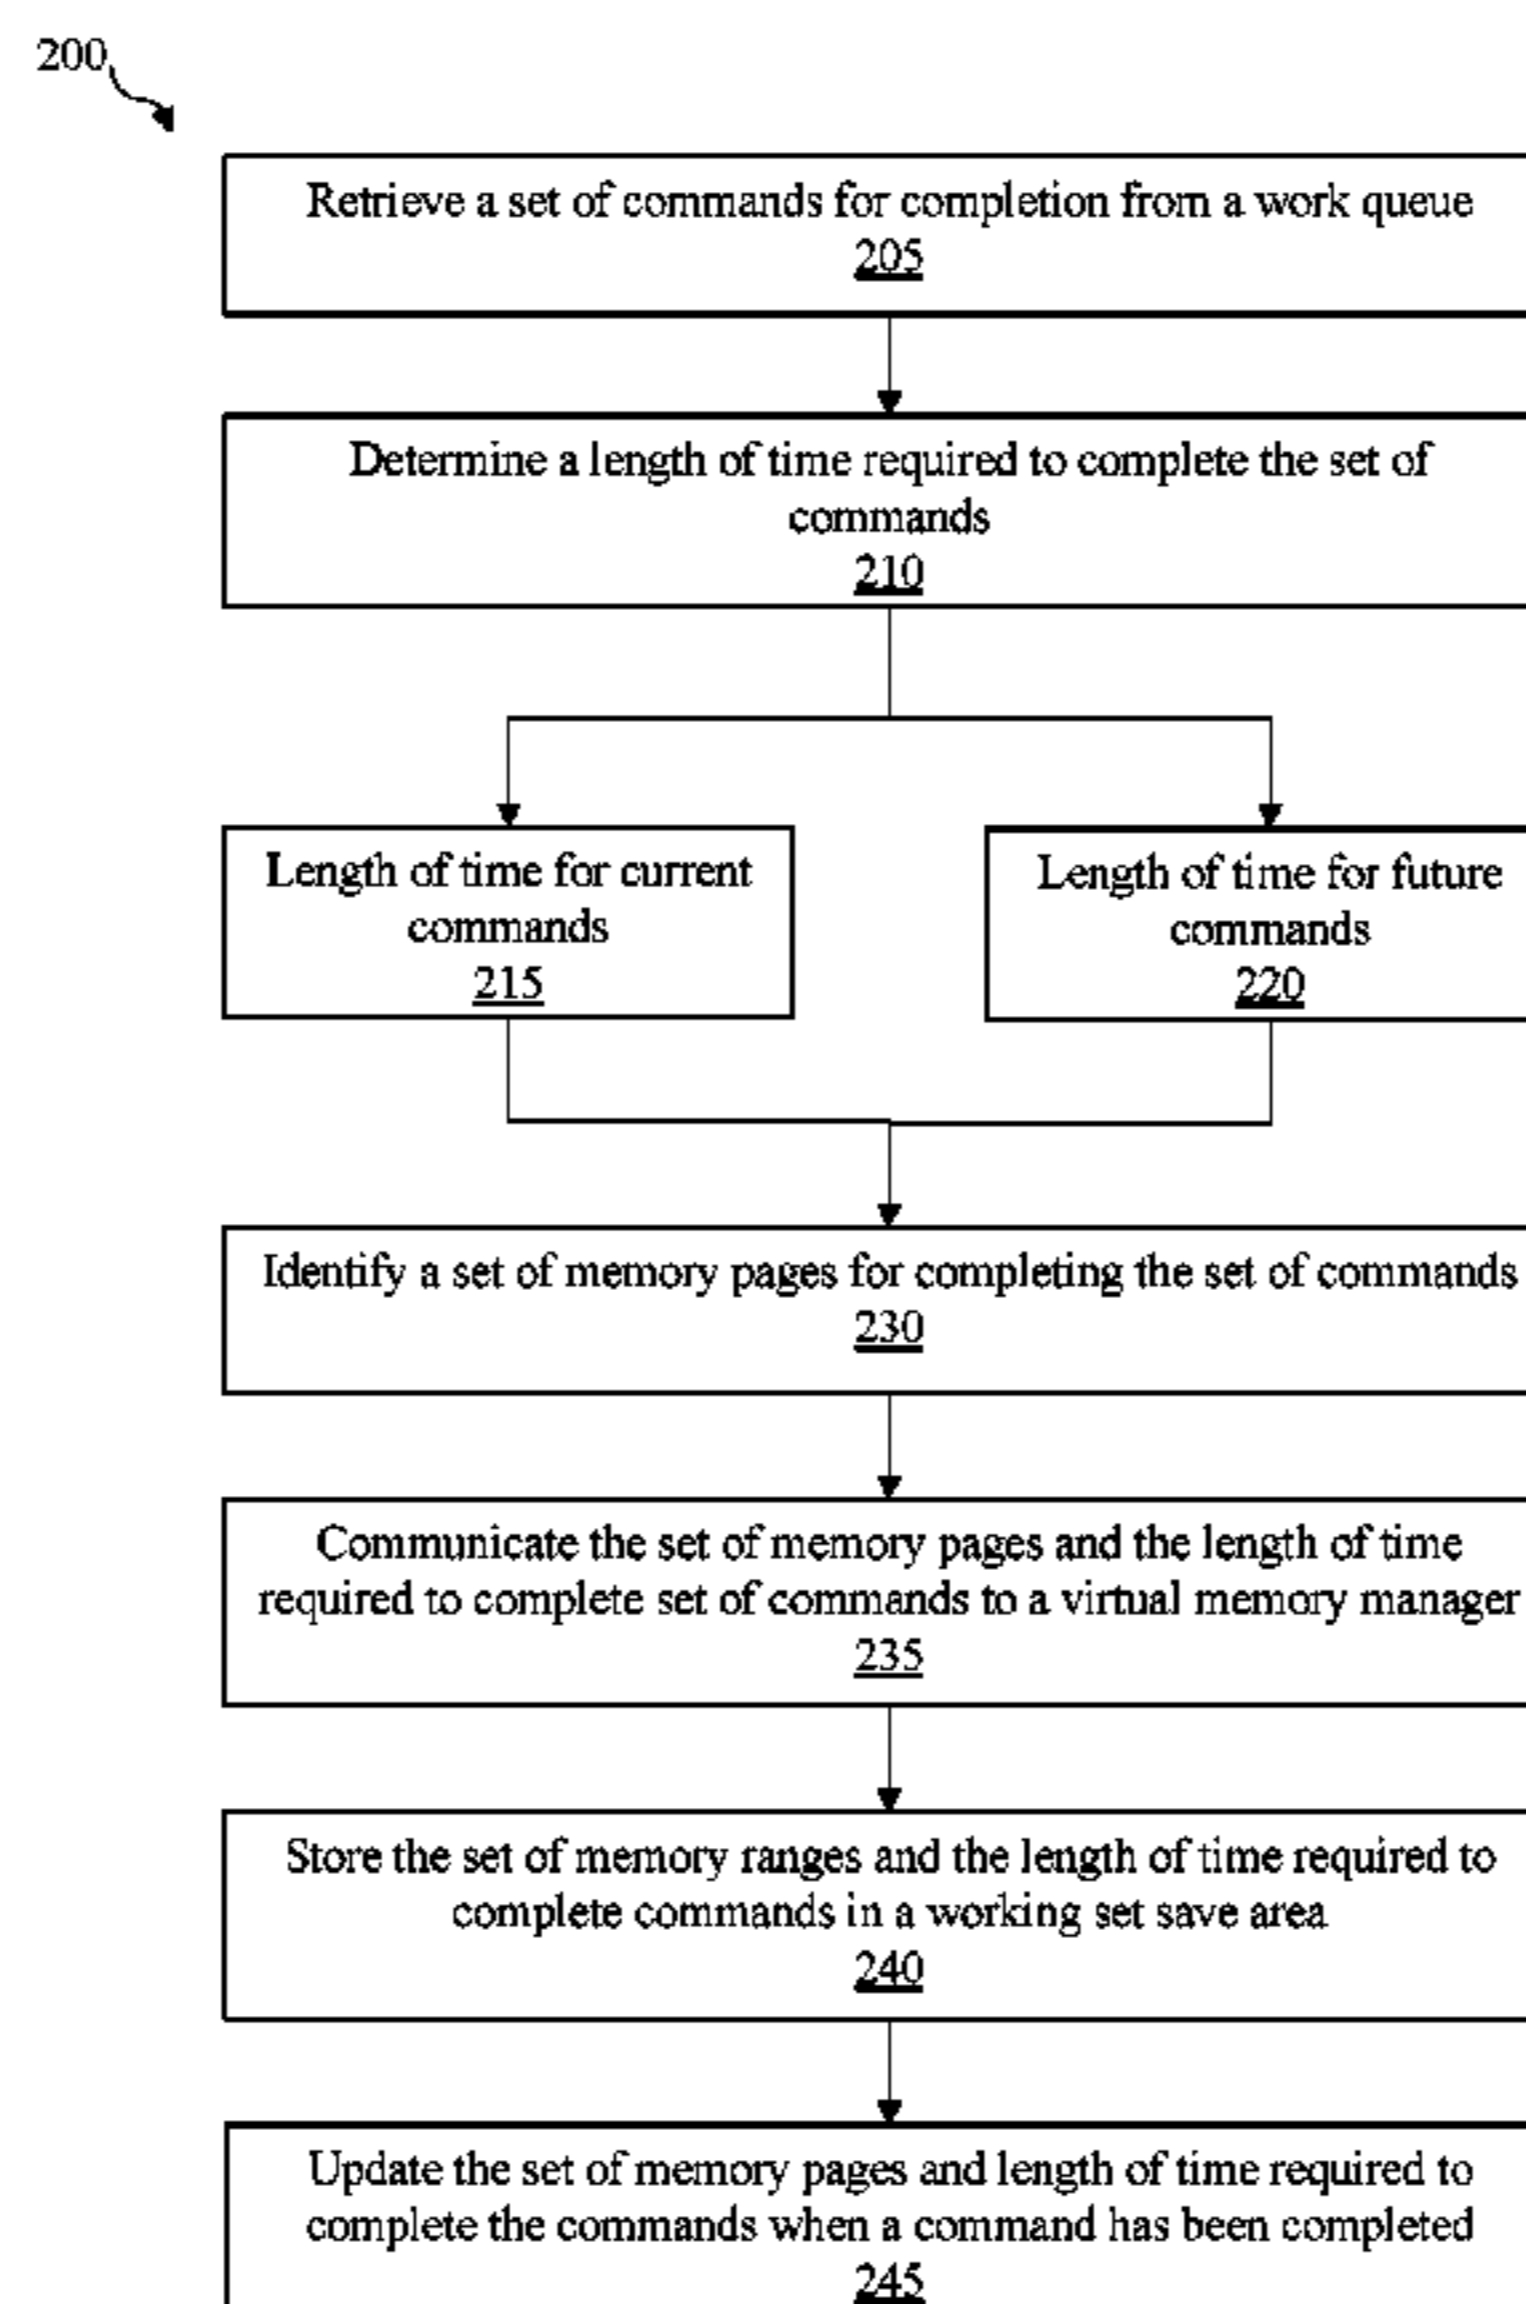 200
Retrieve a set of commands for completion from a work queue
205
Determine a length of time required to complete the set of
commands
210
Length of time for current
commands
215
Length of time for future
commands
220
Identify a set of memory pages for completing the set of commands
230
Communicate the set of memory pages and the length of time
required to complete set of commands to a virtual memory manager
235
Store the set of memory ranges and the length of time required to
complete commands in a working set save area
240
Update the set of memory pages and length of time required to
complete the commands when a command has been completed
245